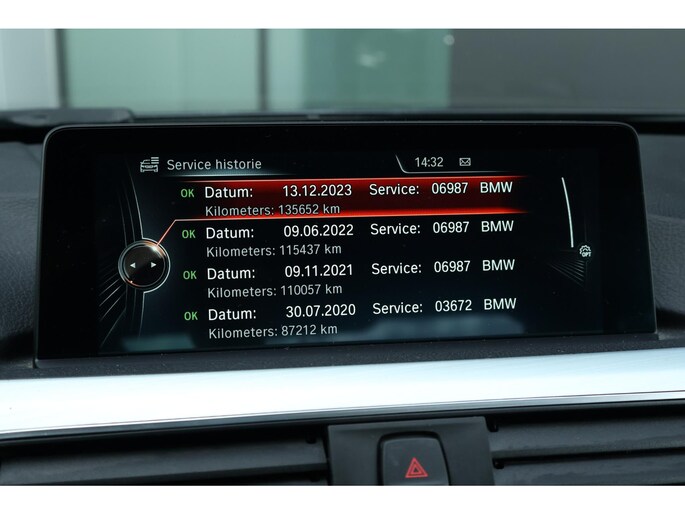 Service historie 14:32
OK Datum: 13.12.2023 Service: 06987 BMW
Kilometers: 135652 km
OK Datum: 09.06.2022 Service: 06987 BMW
Kilometers: 115437 km
OK Datum: 09.11.2021 Service: 06987 BMW
Kilometers: 110057 km
OK Datum: 30.07.2020 Service: 03672 BMW
Kilometers: 87212 km
OPT